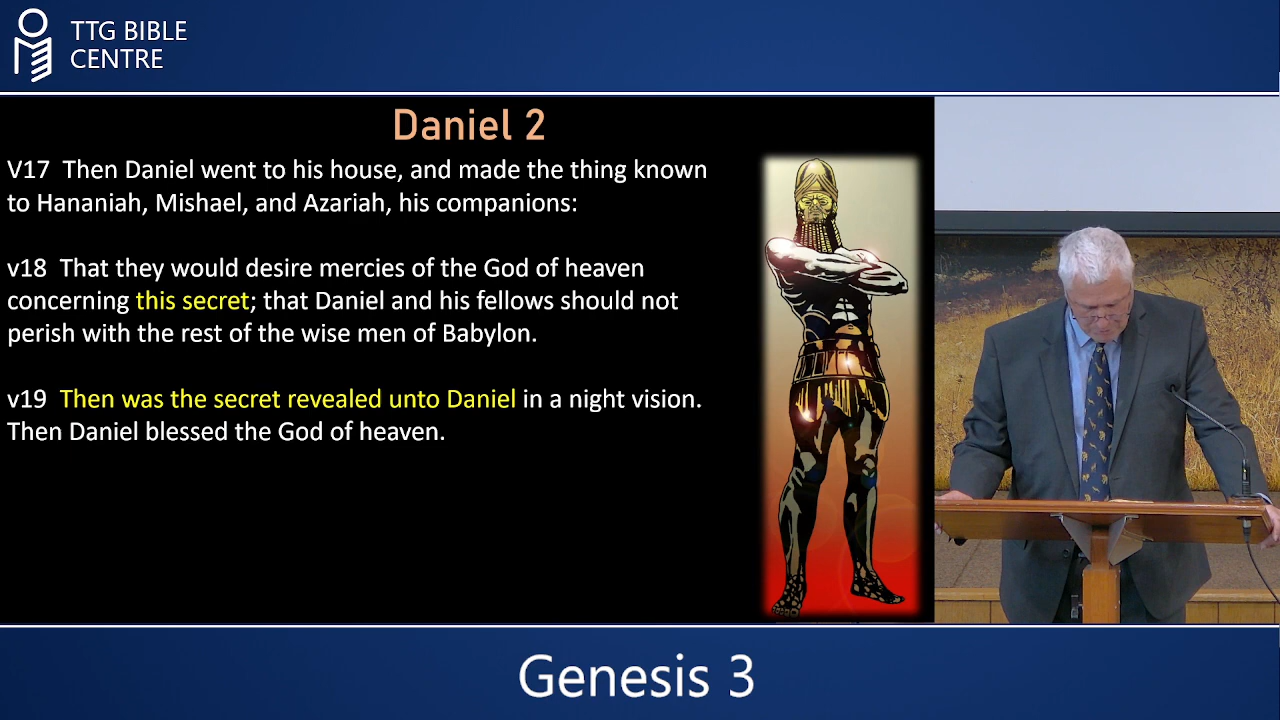 TTG BIBLE
CENTRE
Daniel 2
V17 Then Daniel went to his house, and made the thing known
to Hananiah, Mishael, and Azariah, his companions:
v18 That they would desire mercies of the God of heaven
concerning this secret; that Daniel and his fellows should not
perish with the rest of the wise men of Babylon.
v19 Then was the secret revealed unto Daniel in a night vision.
Then Daniel blessed the God of heaven.
Genesis 3